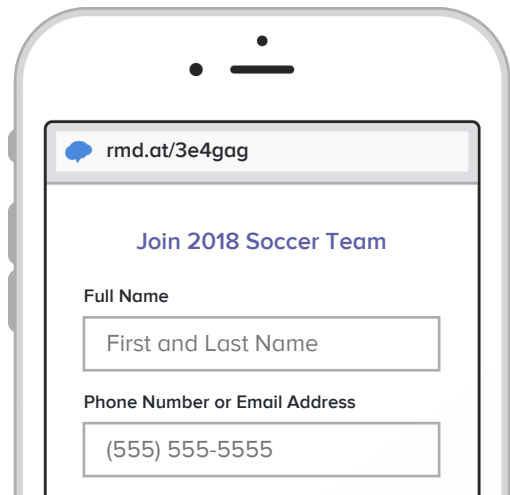 rmd.at/3e4gag
Join 2018 Soccer Team
Full Name
First and Last Name
Phone Number or Email Address
(555) 555-5555